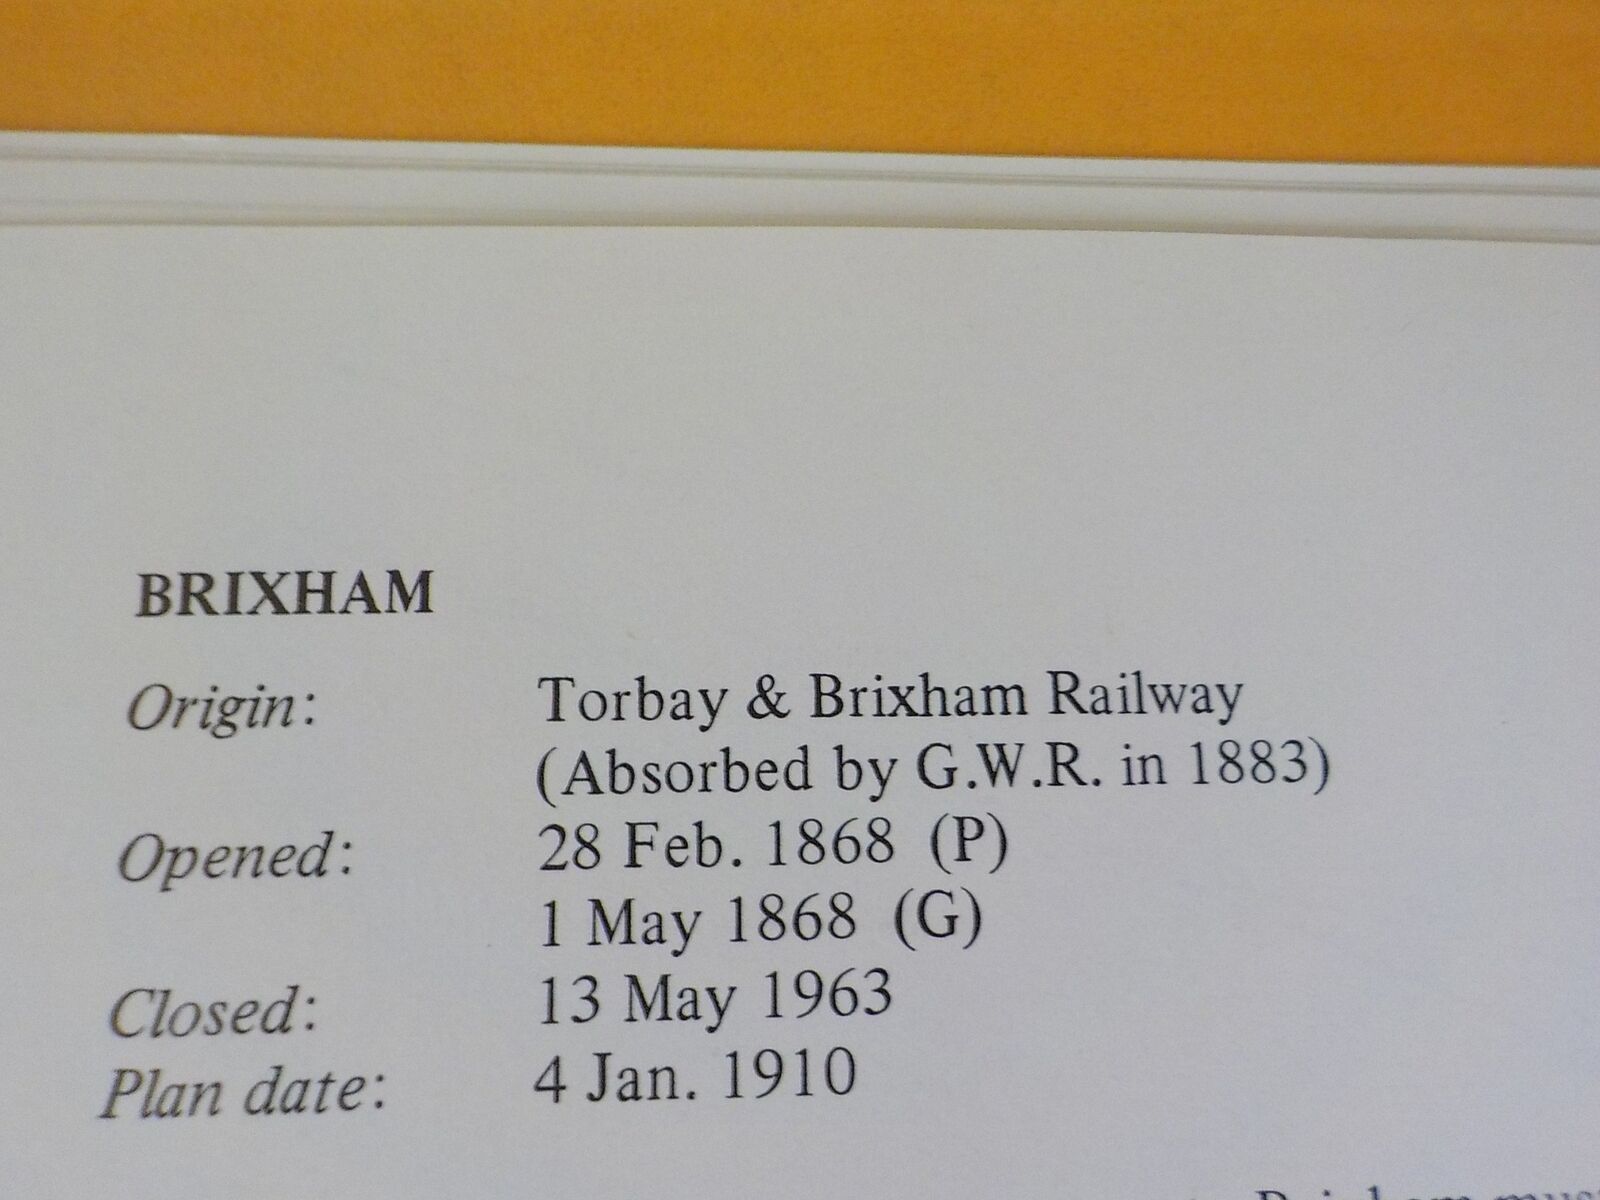 BRIXHAM
Origin: Torbay & Brixham Railway
(Absorbed by G.W.R. in 1883)
Opened: 28 Feb. 1868 (P)
1 May 1868 (G)
Closed: 13 May 1963
Plan date: 4 Jan. 1910
Brixham